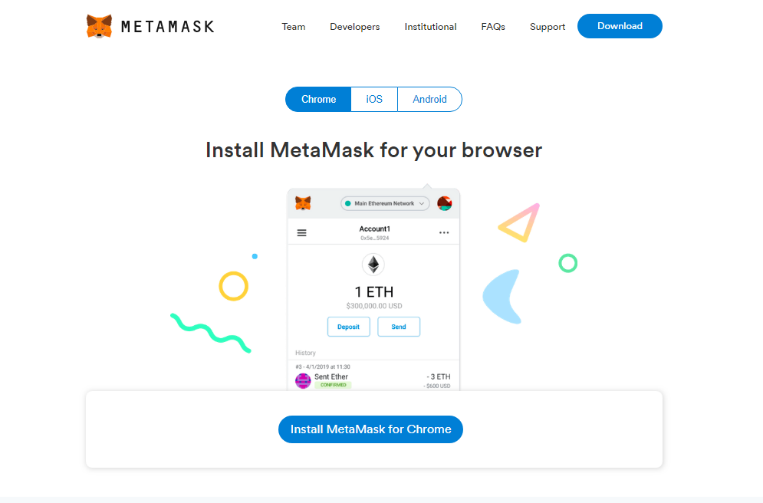 METAMASK
Team Developers Institutional FAQs Support Download
Chrome iOS Android
Install MetaMask for your browser
Main Ethereum Network
Account1
0x5e...5924
1 ETH
$300,000.00 USD
Deposit Send
History
#3 - 4/1/2019 at 11:30
Sent Ether - 3 ETH
CONFIRMED - $600 USD
Install MetaMask for Chrome